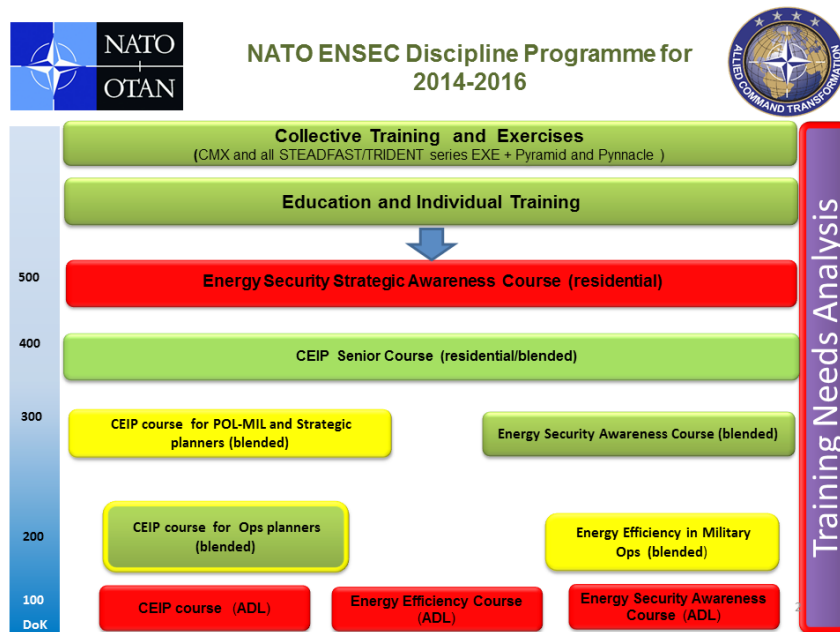 NATO
OTAN
NATO ENSEC Discipline Programme for
2014-2016
ALLIED COMMAND TRANSFORMATION
Collective Training and Exercises
(CMX and all STEADFAST/TRIDENT series EXE + Pyramid and Pynnacle )
Education and Individual Training
500
Energy Security Strategic Awareness Course (residential)
400
CEIP Senior Course (residential/blended)
300
CEIP course for POL-MIL and Strategic
planners (blended)
Energy Security Awareness Course (blended)
200
CEIP course for Ops planners
(blended)
Energy Efficiency in Military
Ops (blended)
100
DoK
CEIP course (ADL)
Energy Efficiency Course
(ADL)
Energy Security Awareness
Course (ADL)
2
Training Needs Analysis